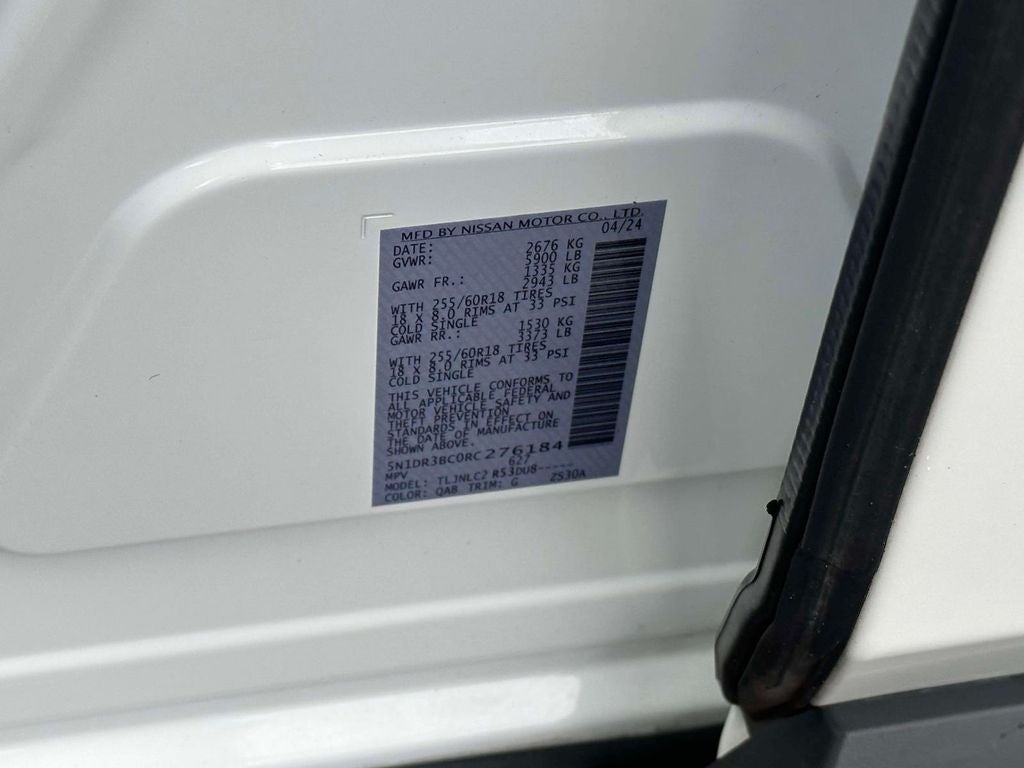 MFD BY NISSAN MOTOR CO., LTD.
DATE: 04/24
GVWR: 2676 KG
5900 LB
GAWR FR.: 1335 KG
2943 LB
WITH 255/60R18 TIRES
18 X 8.0 RIMS AT 33 PSI
COLD SINGLE
GAWR RR.: 1530 KG
3373 LB
WITH 255/60R18 TIRES
18 X 8.0 RIMS AT 33 PSI
COLD SINGLE
THIS VEHICLE CONFORMS TO
ALL APPLICABLE FEDERAL
MOTOR VEHICLE SAFETY AND
THEFT PREVENTION
STANDARDS IN EFFECT ON
THE DATE OF MANUFACTURE
SHOWN ABOVE.
5N1DR3BC0RC276184
MPV 627
MODEL: TLJNLC2 R53DU8-----
COLOR: QAB TRIM: G ZS30A